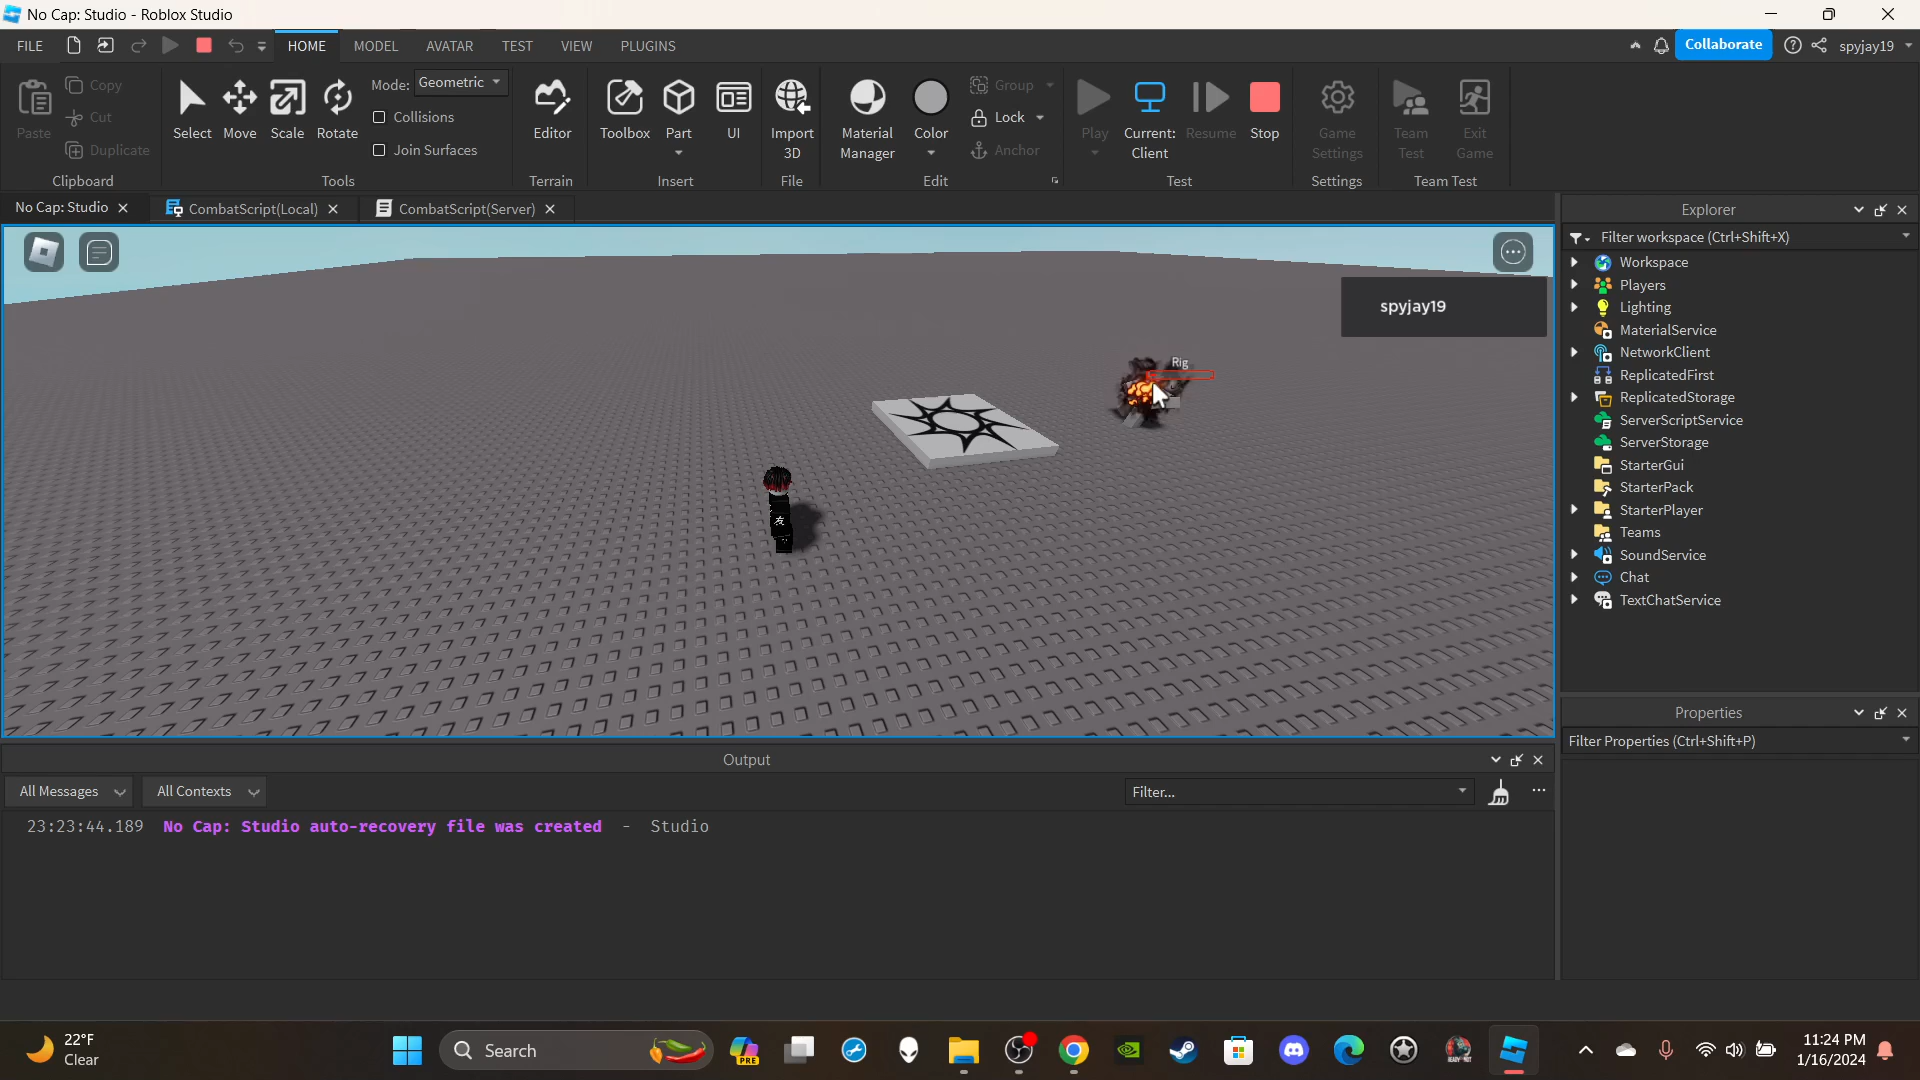 No Cap: Studio - Roblox Studio
FILE
HOME
MODEL
AVATAR
TEST
VIEW
PLUGINS
Collaborate
spyjay19
Paste
Copy
Cut
Duplicate
Clipboard
Select
Move
Scale
Rotate
Mode: Geometric
Collisions
Join Surfaces
Tools
Editor
Terrain
Toolbox
Part
UI
Insert
Import
3D
File
Material
Manager
Color
Group
Lock
Anchor
Edit
Play
Current:
Client
Resume
Stop
Test
Game
Settings
Settings
Team
Test
Exit
Game
Team Test
No Cap: Studio
CombatScript(Local)
CombatScript(Server)
spyjay19
Rig
友
Explorer
Filter workspace (Ctrl+Shift+X)
Workspace
Players
Lighting
MaterialService
NetworkClient
ReplicatedFirst
ReplicatedStorage
ServerScriptService
ServerStorage
StarterGui
StarterPack
StarterPlayer
Teams
SoundService
Chat
TextChatService
Properties
Filter Properties (Ctrl+Shift+P)
Output
All Messages
All Contexts
Filter...
23:23:44.189 No Cap: Studio auto-recovery file was created - Studio
22°F
Clear
Search
PRE
11:24 PM
1/16/2024